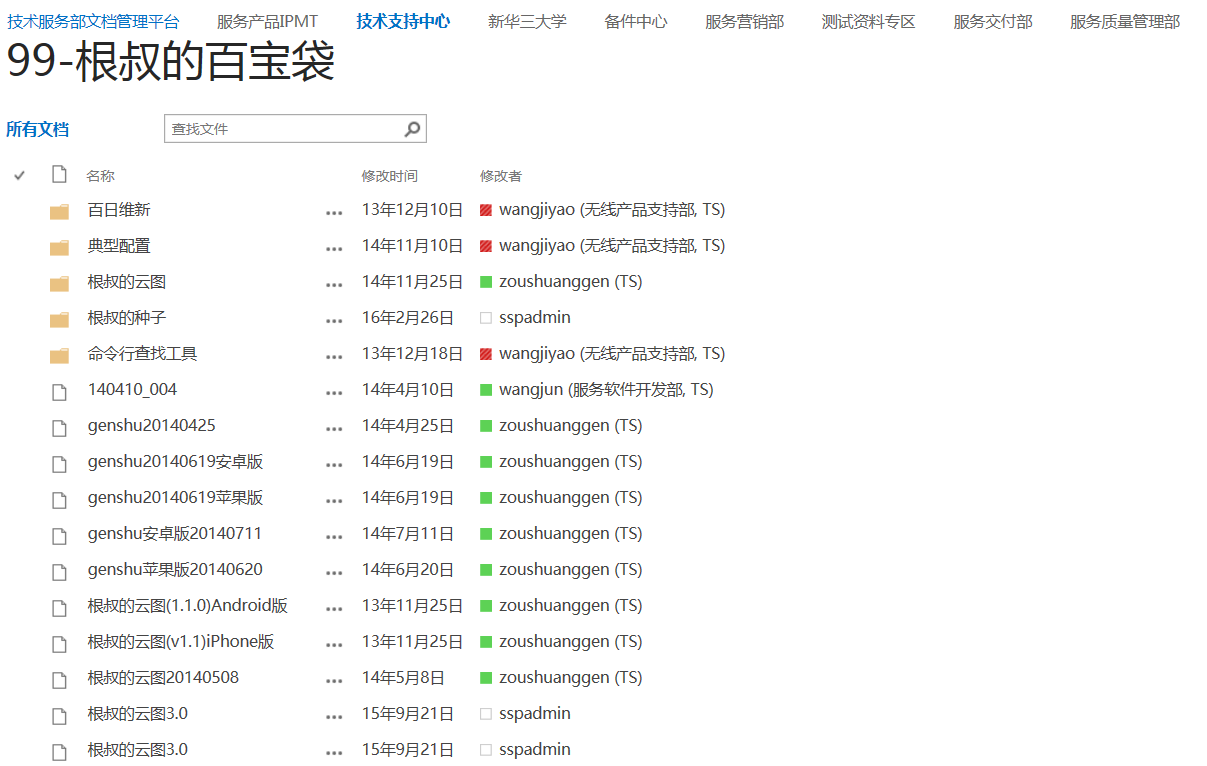 技术服务部文档管理平台 服务产品IPMT 技术支持中心 新华三大学 备件中心 服务营销部 测试资料专区 服务交付部 服务质量管理部
99-根叔的百宝袋
所有文档 查找文件
名称 修改时间 修改者
百日维新 ... 13年12月10日 wangjiyao (无线产品支持部, TS)
典型配置 ... 14年11月10日 wangjiyao (无线产品支持部, TS)
根叔的云图 ... 14年11月25日 zoushuanggen (TS)
根叔的种子 ... 16年2月26日 sspadmin
命令行查找工具 ... 13年12月18日 wangjiyao (无线产品支持部, TS)
140410_004 ... 14年4月10日 wangjun (服务软件开发部, TS)
genshu20140425 ... 14年4月25日 zoushuanggen (TS)
genshu20140619安卓版 ... 14年6月19日 zoushuanggen (TS)
genshu20140619苹果版 ... 14年6月19日 zoushuanggen (TS)
genshu安卓版20140711 ... 14年7月11日 zoushuanggen (TS)
genshu苹果版20140620 ... 14年6月20日 zoushuanggen (TS)
根叔的云图(1.1.0)Android版 ... 13年11月25日 zoushuanggen (TS)
根叔的云图(v1.1)iPhone版 ... 13年11月25日 zoushuanggen (TS)
根叔的云图20140508 ... 14年5月8日 zoushuanggen (TS)
根叔的云图3.0 ... 15年9月21日 sspadmin
根叔的云图3.0 ... 15年9月21日 sspadmin